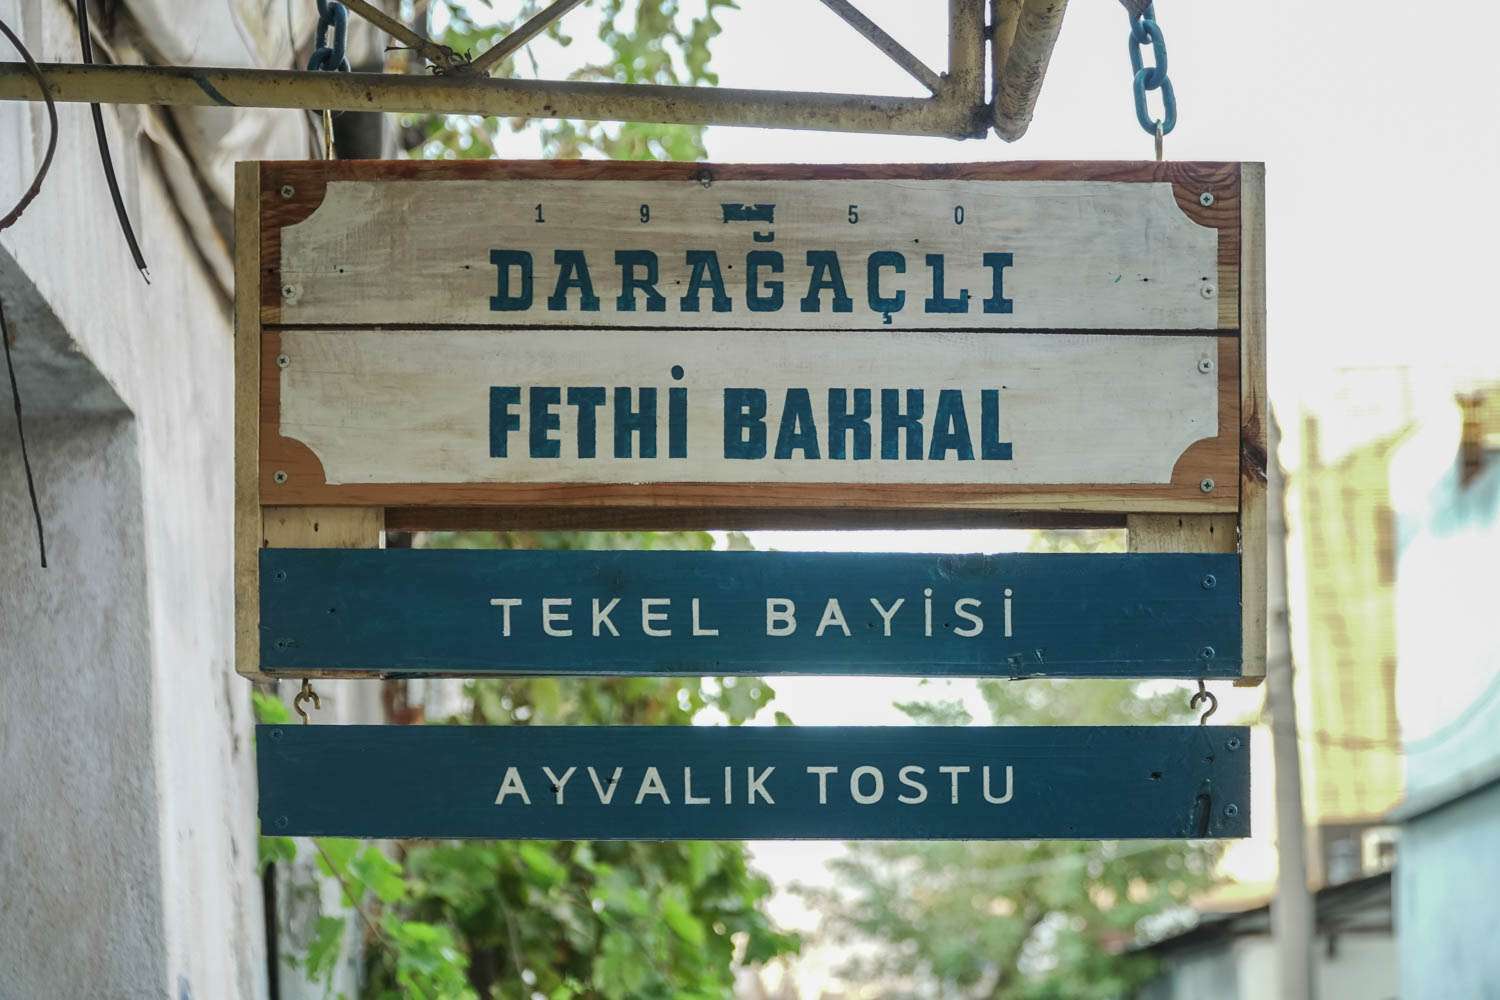 1950
DARAĞAÇLI
FETHİ BAKKAL
TEKEL BAYİSİ
AYVALIK TOSTU